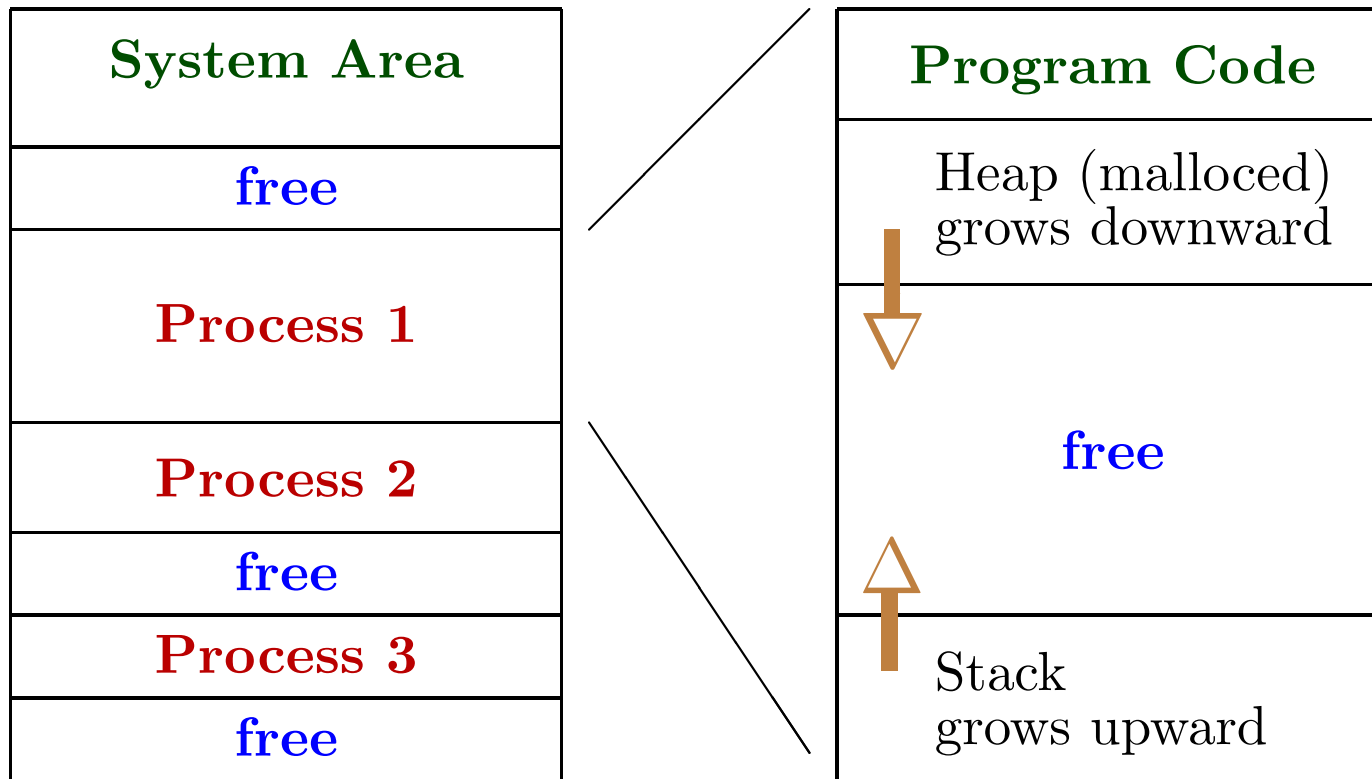 System Area
free
Process 1
Process 2
free
Process 3
free
Program Code
Heap (malloced)
grows downward
free
Stack
grows upward